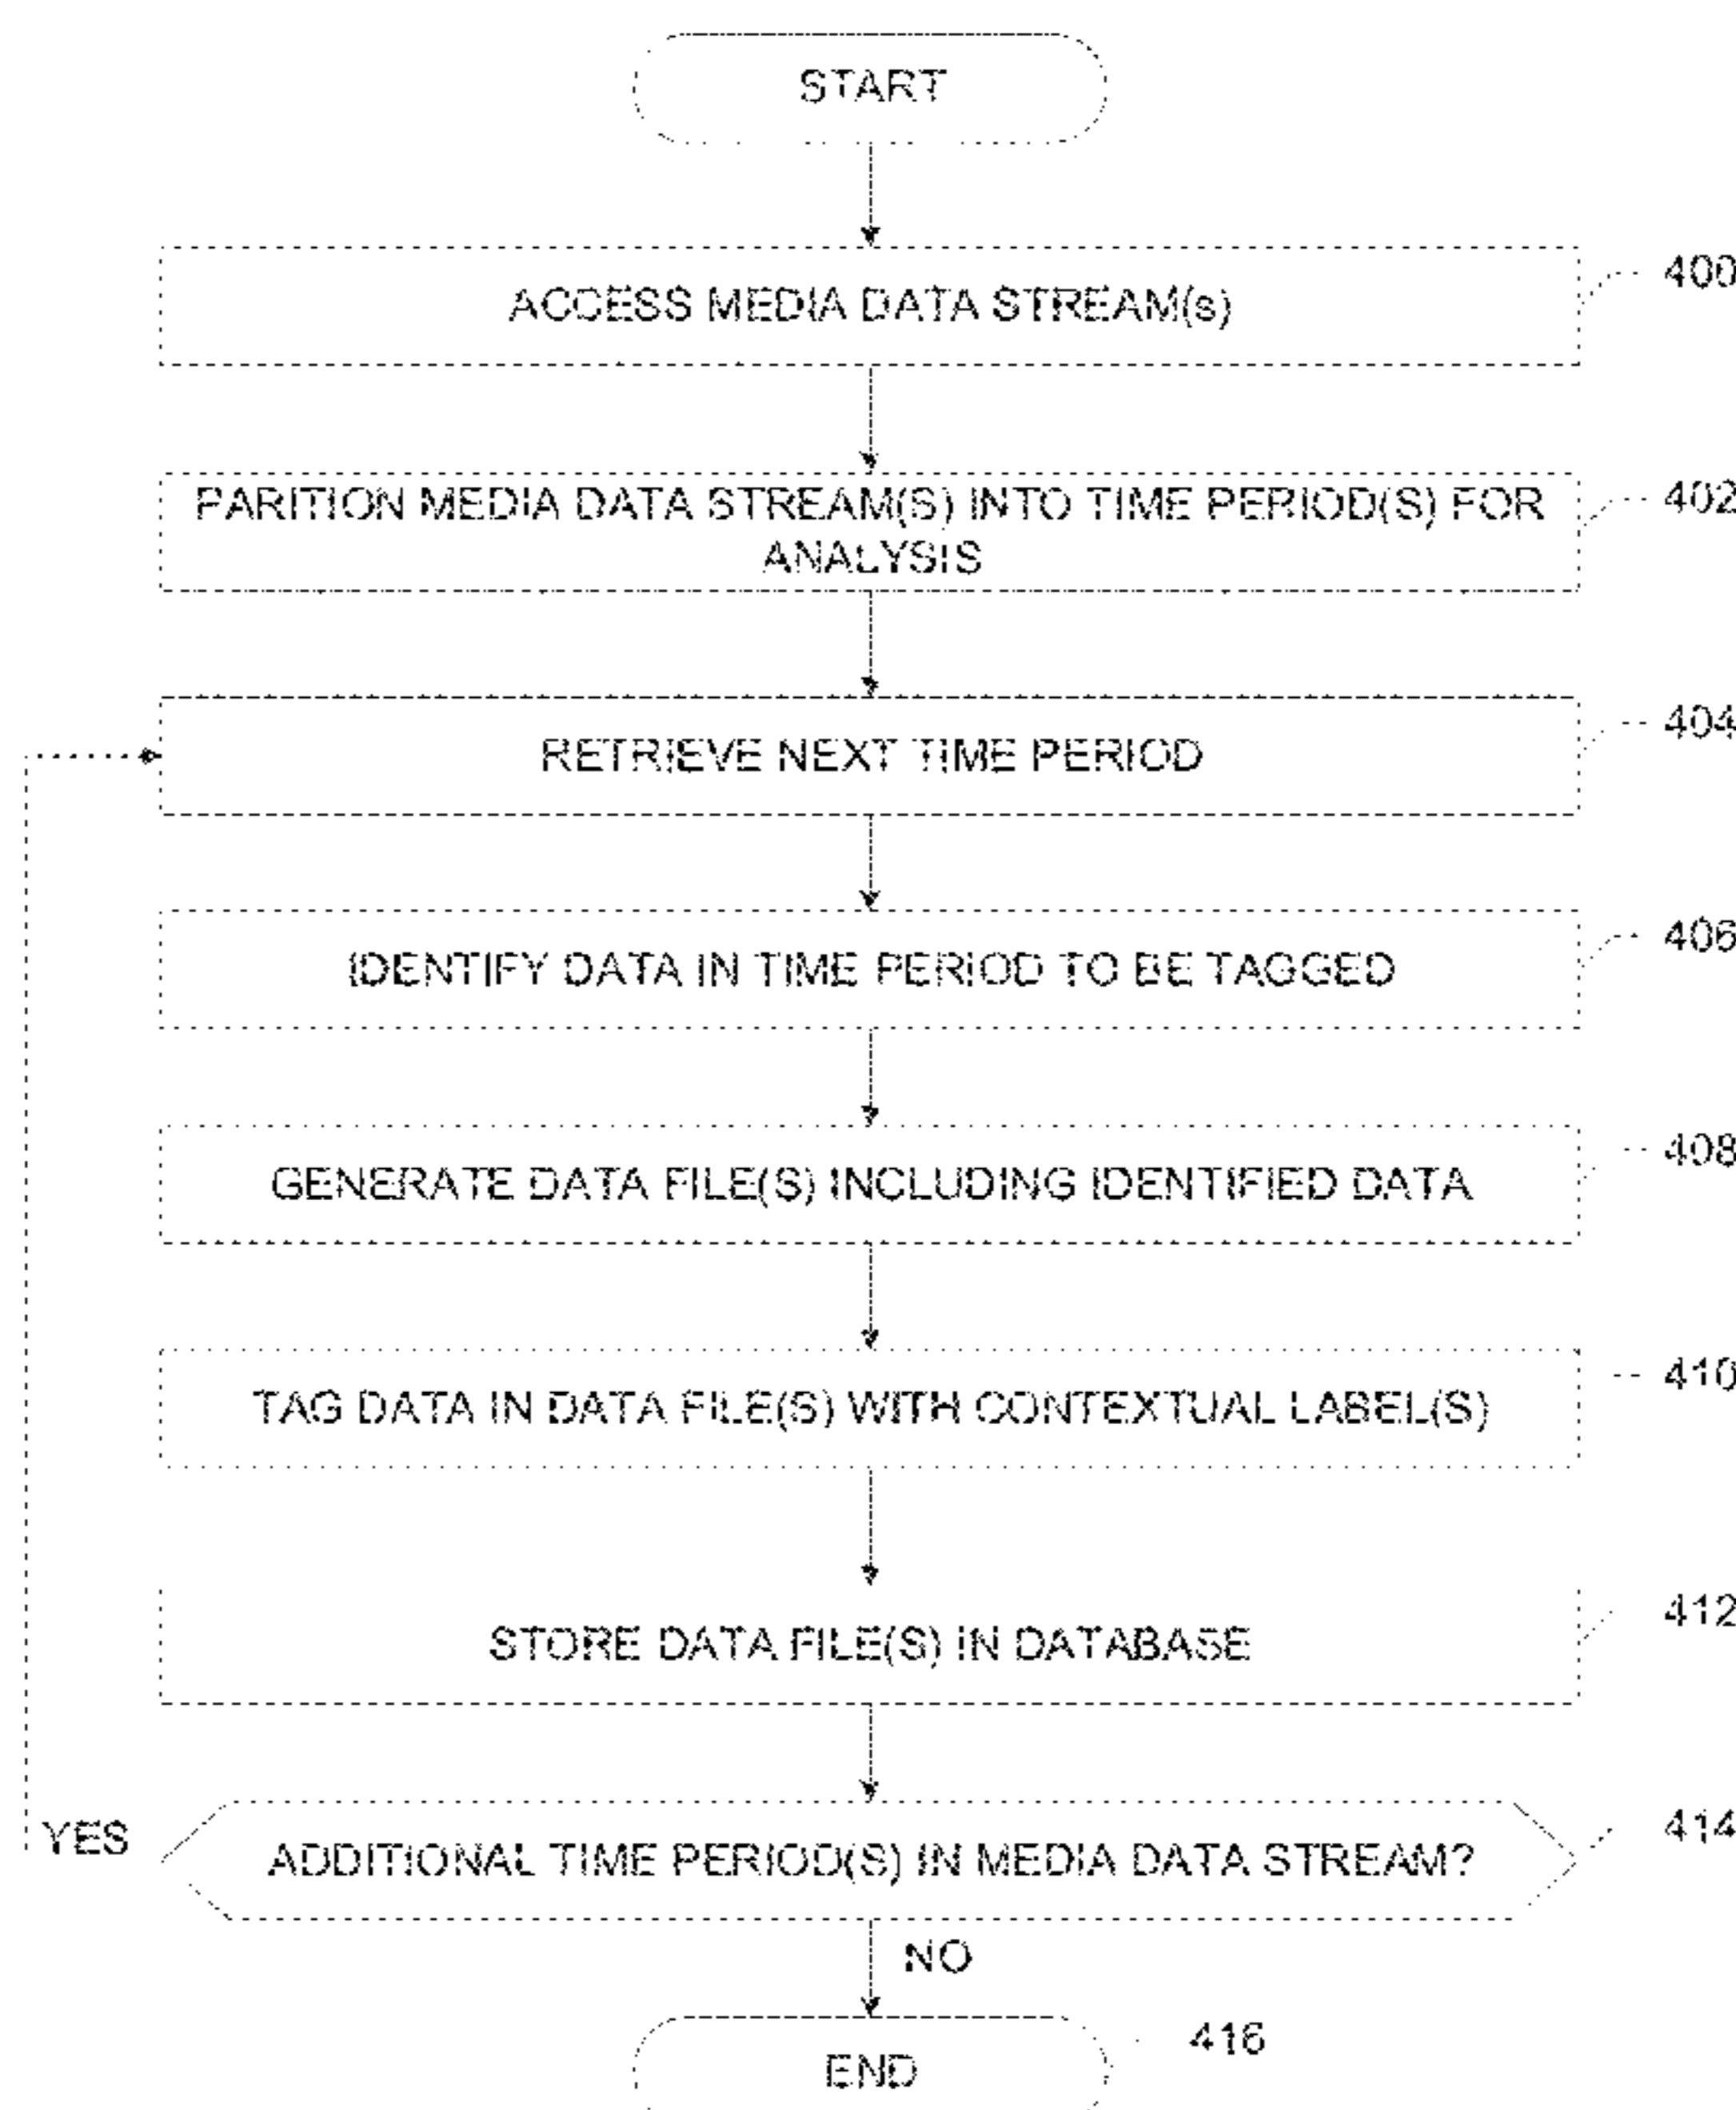 START
ACCESS MEDIA DATA STREAM(s)
400
PARITION MEDIA DATA STREAM(S) INTO TIME PERIOD(S) FOR
ANALYSIS
402
RETRIEVE NEXT TIME PERIOD
404
IDENTIFY DATA IN TIME PERIOD TO BE TAGGED
406
GENERATE DATA FILE(S) INCLUDING IDENTIFIED DATA
408
TAG DATA IN DATA FILE(S) WITH CONTEXTUAL LABEL(S)
410
STORE DATA FILE(S) IN DATABASE
412
YES
ADDITIONAL TIME PERIOD(S) IN MEDIA DATA STREAM?
414
NO
END
416